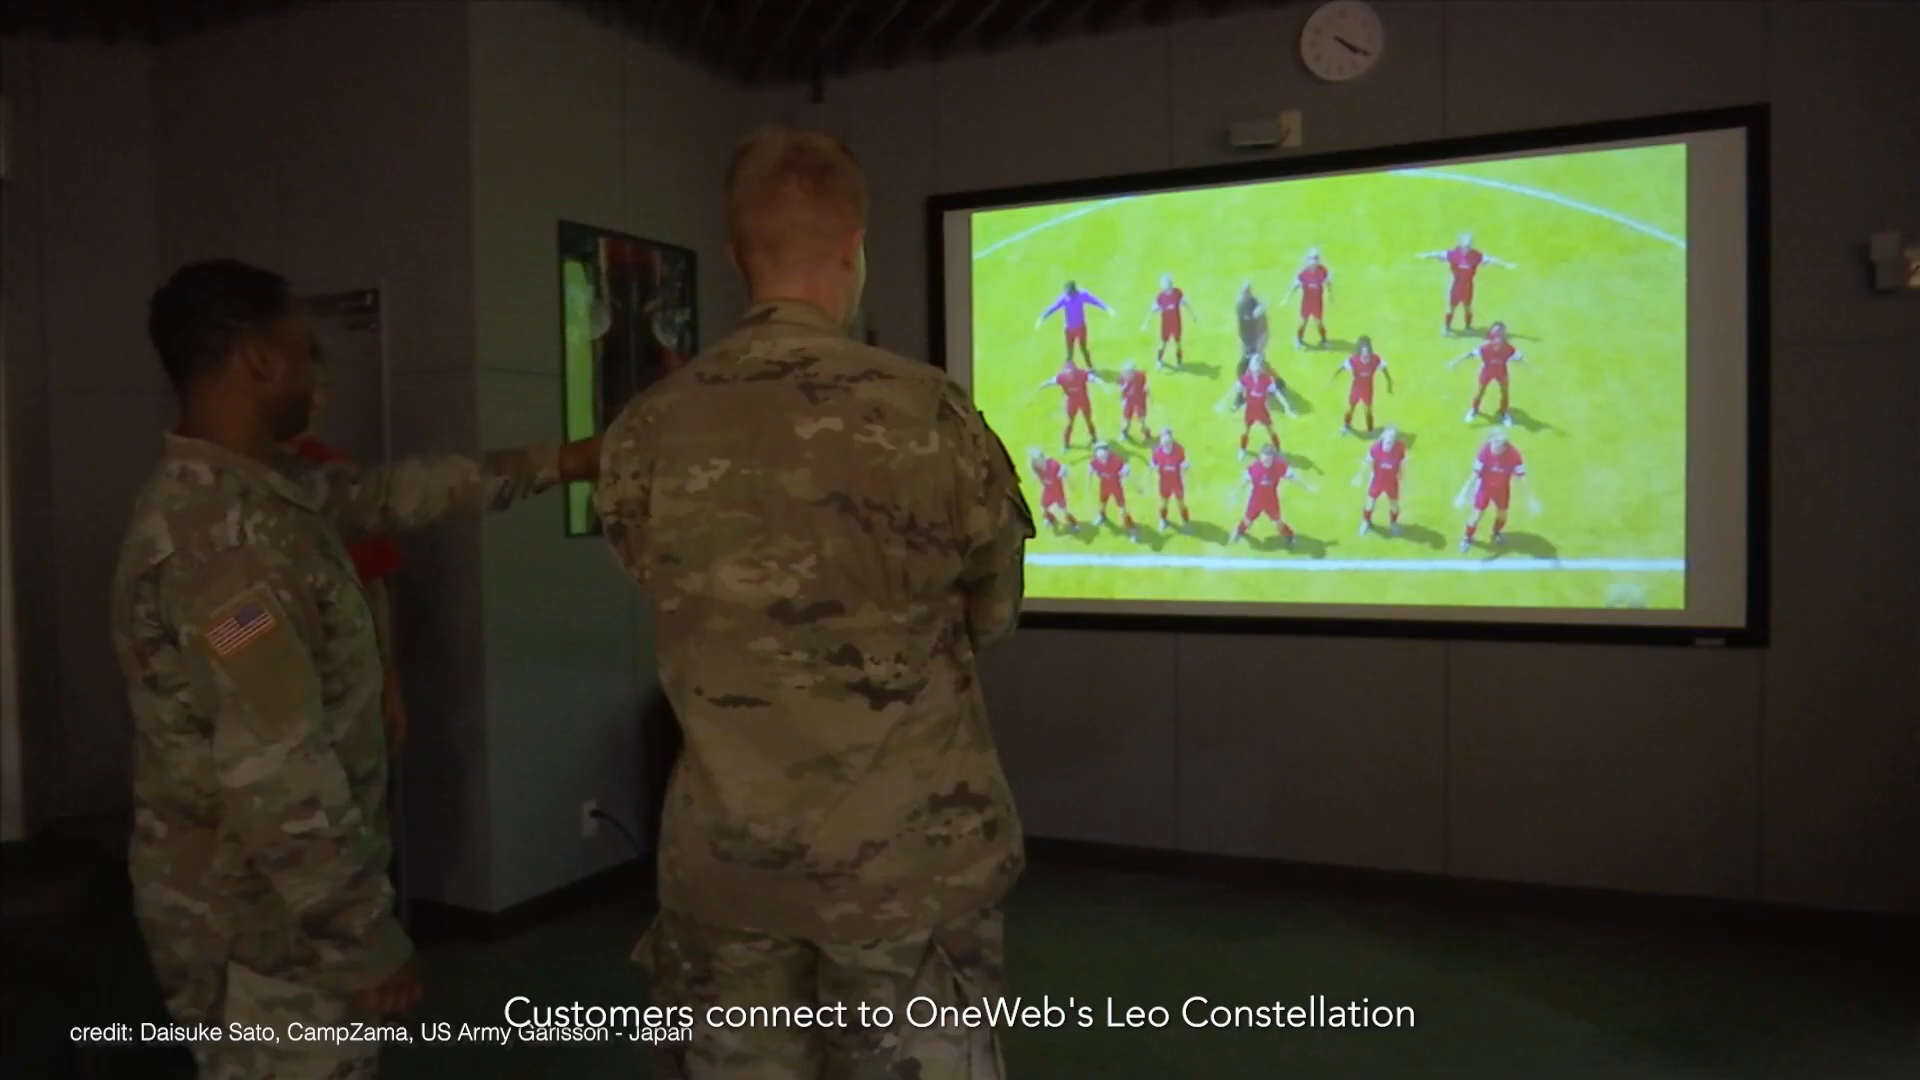 Customers connect to OneWeb's Leo Constellation
credit: Daisuke Sato, CampZama, US Army Garisson - Japan